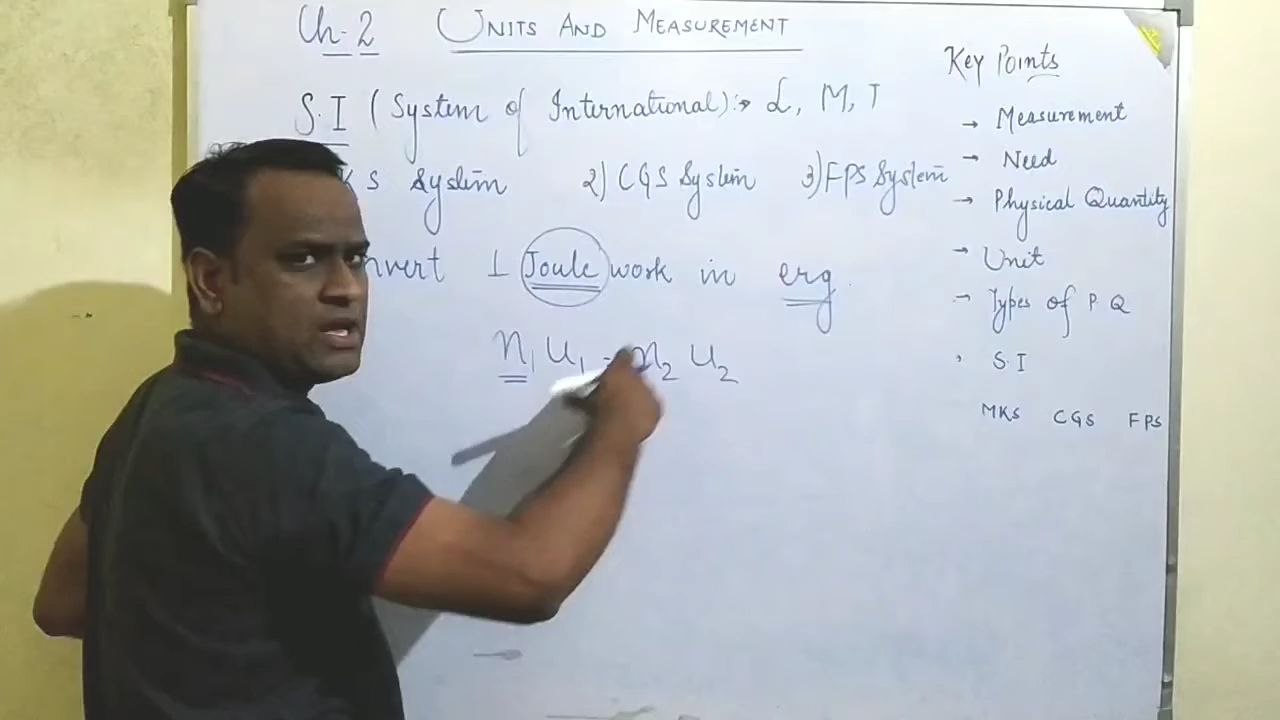 Ch-2 UNITS AND MEASUREMENT
S.I (System of International):→ L, M, T
S System 2) CGS System 3) FPS System
1 Joule work in erg
n₁ u₁ = n₂ u₂
Key Points
→ Measurement
→ Need
→ Physical Quantity
→ Unit
→ Types of P Q
S I
MKS CGS FPS